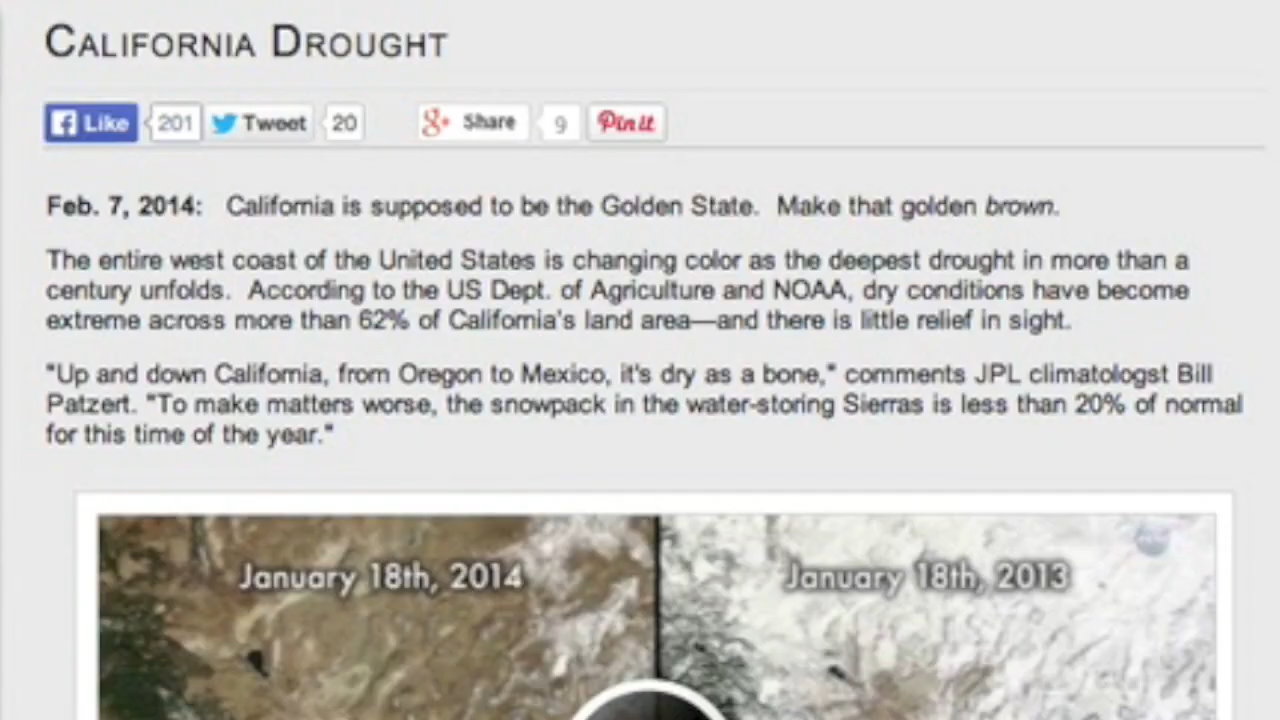 California Drought
Like 201 Tweet 20 Share 9 Pin it
Feb. 7, 2014: California is supposed to be the Golden State. Make that golden brown.
The entire west coast of the United States is changing color as the deepest drought in more than a
century unfolds. According to the US Dept. of Agriculture and NOAA, dry conditions have become
extreme across more than 62% of California's land area—and there is little relief in sight.
"Up and down California, from Oregon to Mexico, it's dry as a bone," comments JPL climatologst Bill
Patzert. "To make matters worse, the snowpack in the water-storing Sierras is less than 20% of normal
for this time of the year."
January 18th, 2014 January 18th, 2013